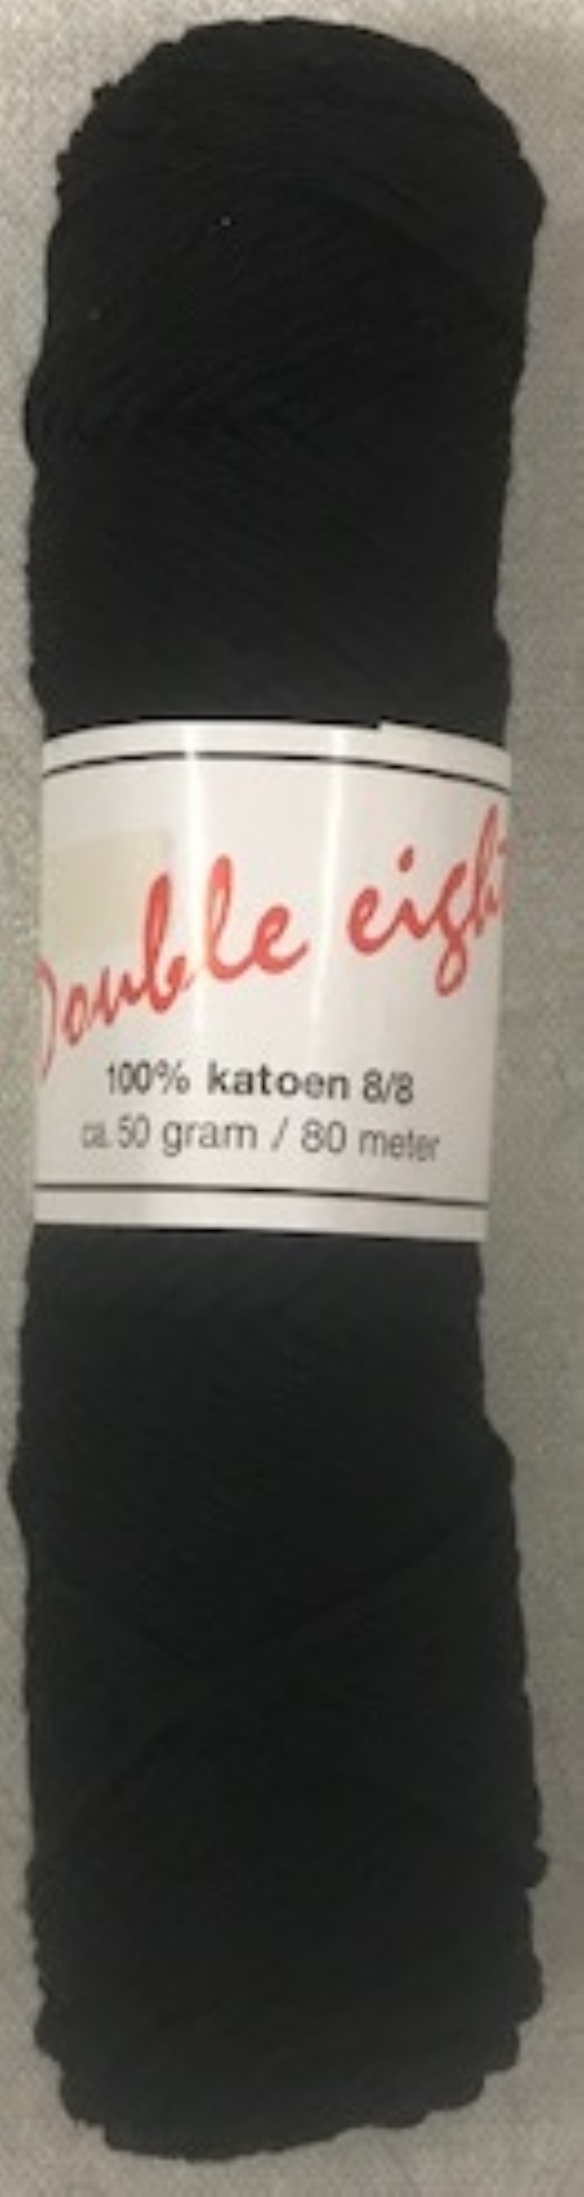 Double eight
100% katoen 8/8
ca. 50 gram / 80 meter